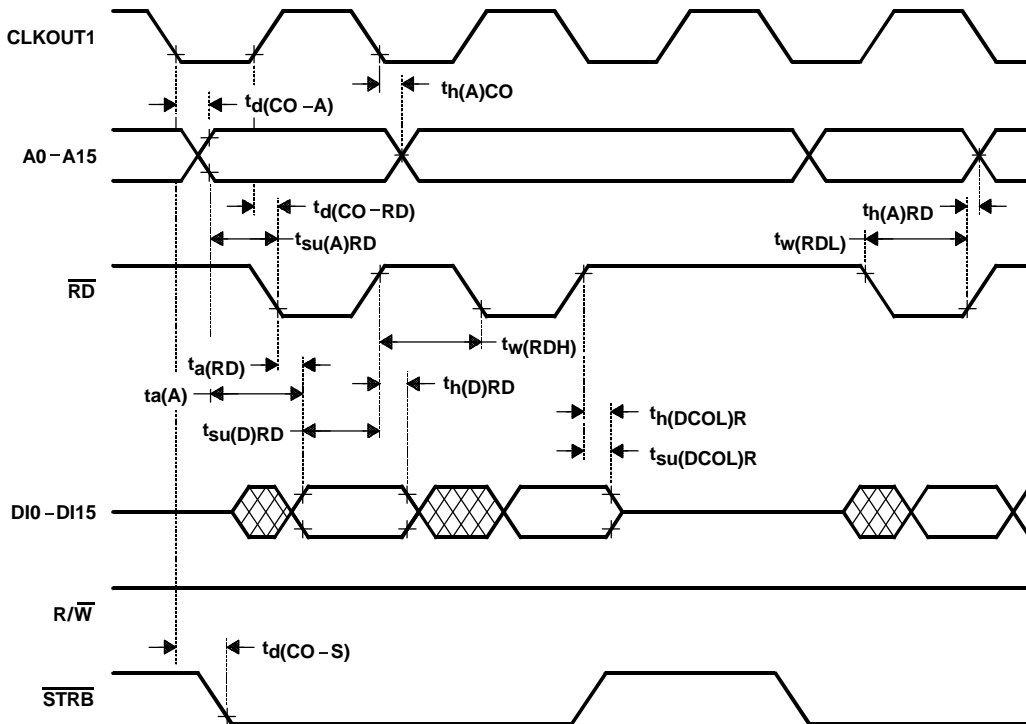 CLKOUT1
th(A)CO
td(CO–A)
A0–A15
td(CO–RD)
th(A)RD
tsu(A)RD
tw(RDL)
RD
tw(RDH)
ta(RD)
th(D)RD
ta(A)
th(DCOL)R
tsu(D)RD
tsu(DCOL)R
DI0–DI15
R/W
td(CO–S)
STRB